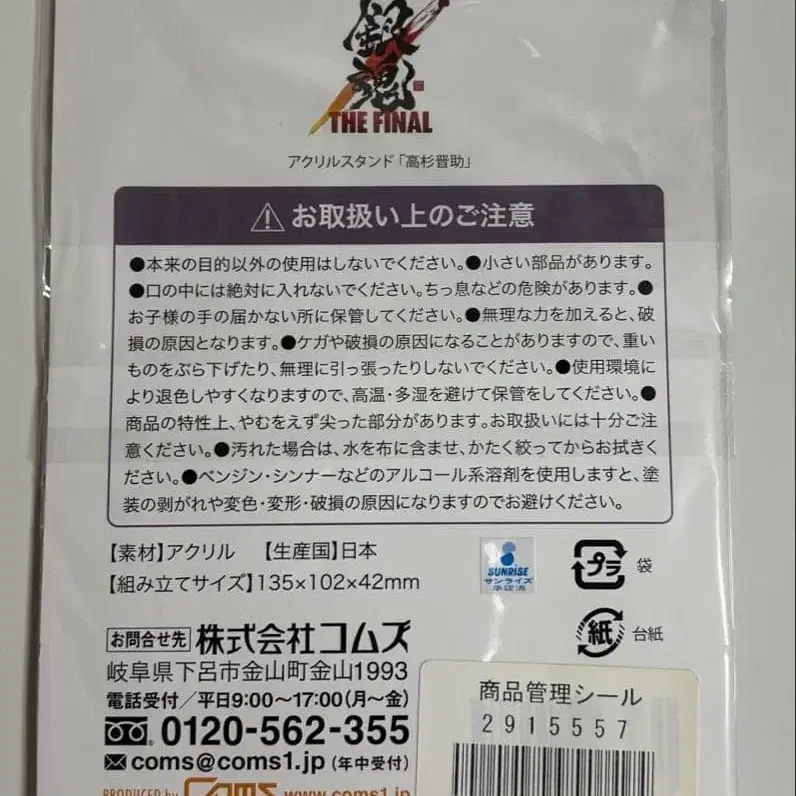 銀魂
THE FINAL
アクリルスタンド「高杉晋助」
お取扱い上のご注意
●本来の目的以外の使用はしないでください。●小さい部品があります。
●口の中には絶対に入れないでください。ちっ息などの危険があります。●
お子様の手の届かない所に保管してください。●無理な力を加えると、破
損の原因となります。●ケガや破損の原因になることがありますので、重い
ものをぶら下げたり、無理に引っ張ったりしないでください。●使用環境に
より退色しやすくなりますので、高温・多湿を避けて保管をしてください。●
商品の特性上、やむをえず尖った部分があります。お取扱いには十分ご注
意ください。●汚れた場合は、水を布に含ませ、かたく絞ってからお拭きく
ださい。●ベンジン・シンナーなどのアルコール系溶剤を使用しますと、塗
装の剥がれや変色・変形・破損の原因になりますのでお避けください。
【素材】アクリル 【生産国】日本
【組み立てサイズ】135×102×42mm
SUNRISE
サンライズ
承認済
プラ 袋
紙 台紙
お問合せ先 株式会社コムズ
岐阜県下呂市金山町金山1993
電話受付/平日9:00〜17:00(月〜金)
0120-562-355
coms@coms1.jp(年中受付)
PRODUCED by COMS www.coms1.jp
商品管理シール
2915557